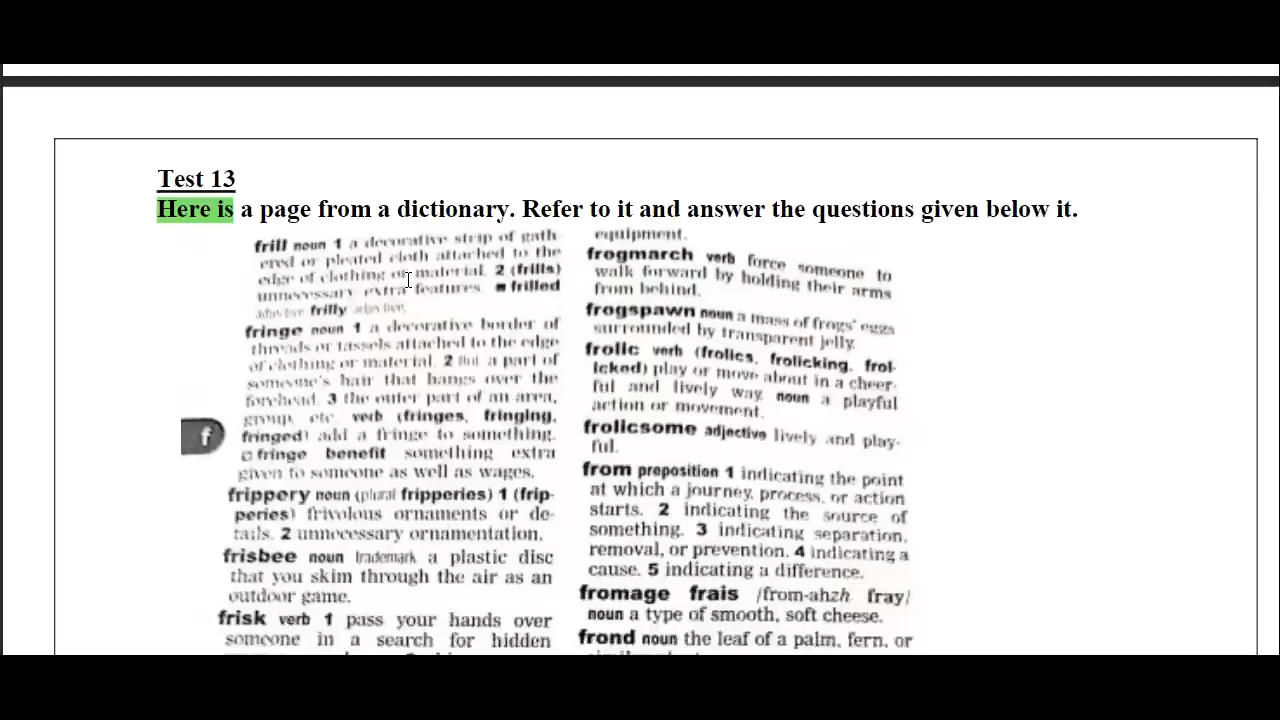 Test 13
Here is a page from a dictionary. Refer to it and answer the questions given below it.
frill noun 1 a decorative strip of gath-
ered or pleated cloth attached to the
edge of clothing or material. 2 (frills)
unnecessary extra features. ■ frilled
adjective frilly adjective.
fringe noun 1 a decorative border of
threads or tassels attached to the edge
of clothing or material. 2 Brit a part of
someone's hair that hangs over the
forehead. 3 the outer part of an area,
group, etc. verb (fringes, fringing,
fringed) add a fringe to something.
□ fringe benefit something extra
given to someone as well as wages.
frippery noun (plural fripperies) 1 (frip-
peries) frivolous ornaments or de-
tails. 2 unnecessary ornamentation.
frisbee noun trademark a plastic disc
that you skim through the air as an
outdoor game.
frisk verb 1 pass your hands over
someone in a search for hidden
f
equipment.
frogmarch verb force someone to
walk forward by holding their arms
from behind.
frogspawn noun a mass of frogs' eggs
surrounded by transparent jelly.
frolic verb (frolics, frolicking, frol-
icked) play or move about in a cheer-
ful and lively way. noun a playful
action or movement.
frolicsome adjective lively and play-
ful.
from preposition 1 indicating the point
at which a journey, process, or action
starts. 2 indicating the source of
something. 3 indicating separation,
removal, or prevention. 4 indicating a
cause. 5 indicating a difference.
fromage frais /from-ahzh fray/
noun a type of smooth, soft cheese.
frond noun the leaf of a palm, fern, or